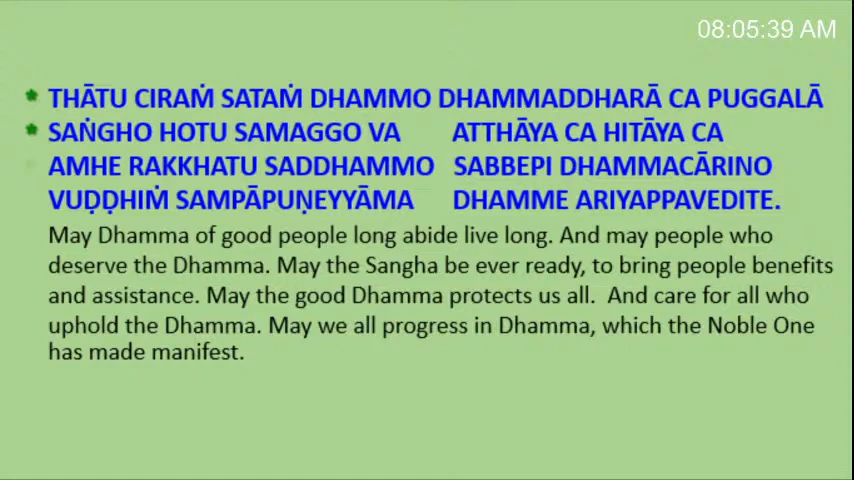 08:05:39 AM
THĀTU CIRAṀ SATAṀ DHAMMO DHAMMADDHARĀ CA PUGGALĀ
SAṄGHO HOTU SAMAGGO VA ATTHĀYA CA HITĀYA CA
AMHE RAKKHATU SADDHAMMO SABBEPI DHAMMACĀRINO
VUḌḌHIṀ SAMPĀPUṆEYYĀMA DHAMME ARIYAPPAVEDITE.
May Dhamma of good people long abide live long. And may people who
deserve the Dhamma. May the Sangha be ever ready, to bring people benefits
and assistance. May the good Dhamma protects us all. And care for all who
uphold the Dhamma. May we all progress in Dhamma, which the Noble One
has made manifest.